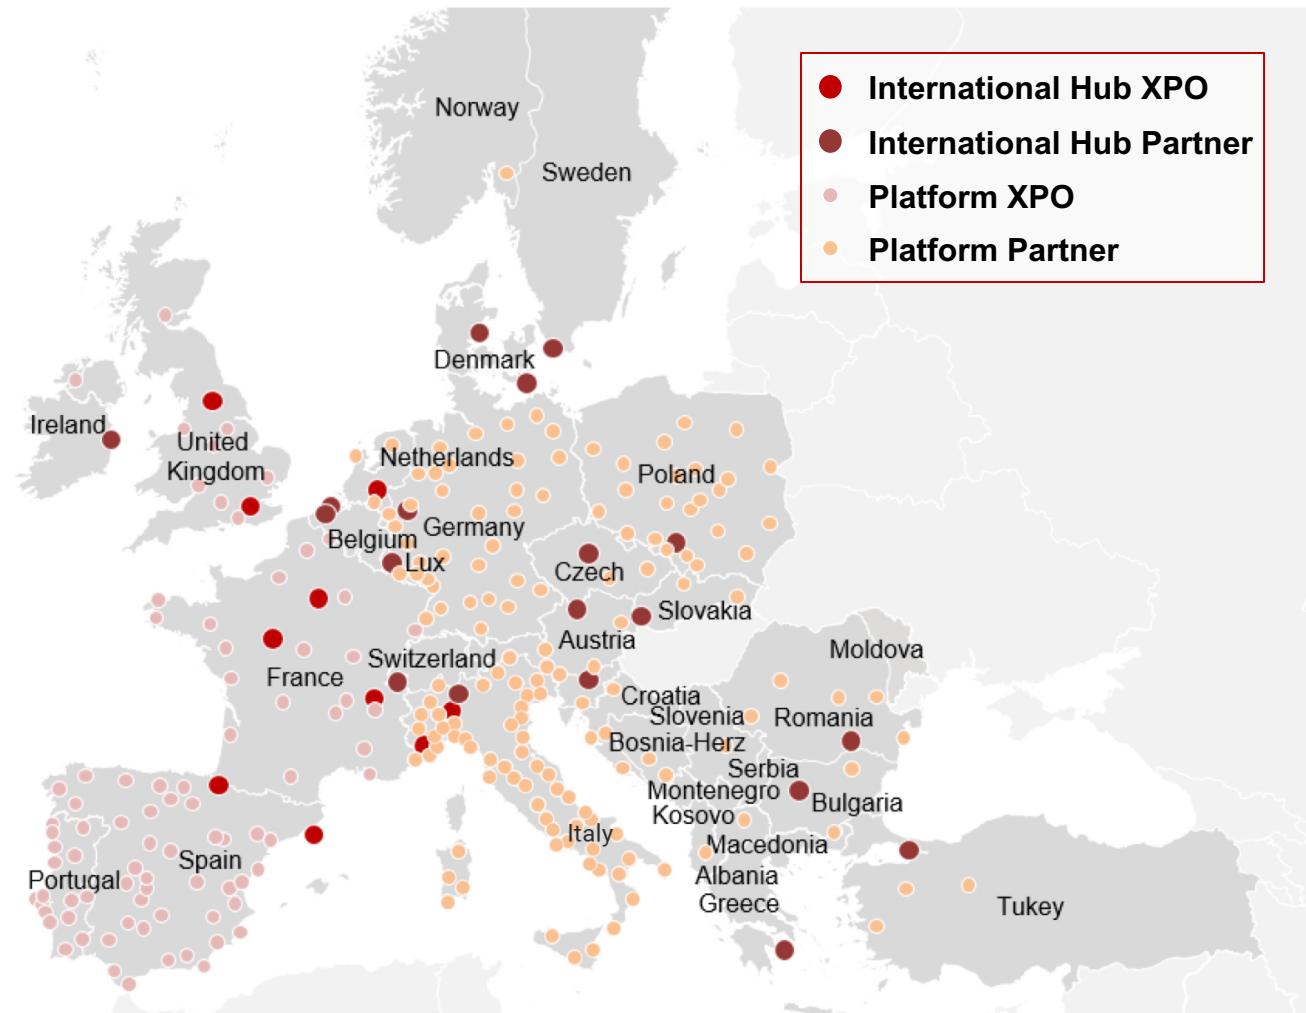 International Hub XPO
International Hub Partner
Platform XPO
Platform Partner
Norway
Sweden
Denmark
Ireland
United
Kingdom
Netherlands
Poland
Belgium
Germany
Lux
Czech
Slovakia
Austria
Moldova
Switzerland
France
Croatia
Slovenia
Romania
Bosnia-Herz
Serbia
Montenegro
Bulgaria
Kosovo
Italy
Macedonia
Spain
Portugal
Albania
Greece
Tukey